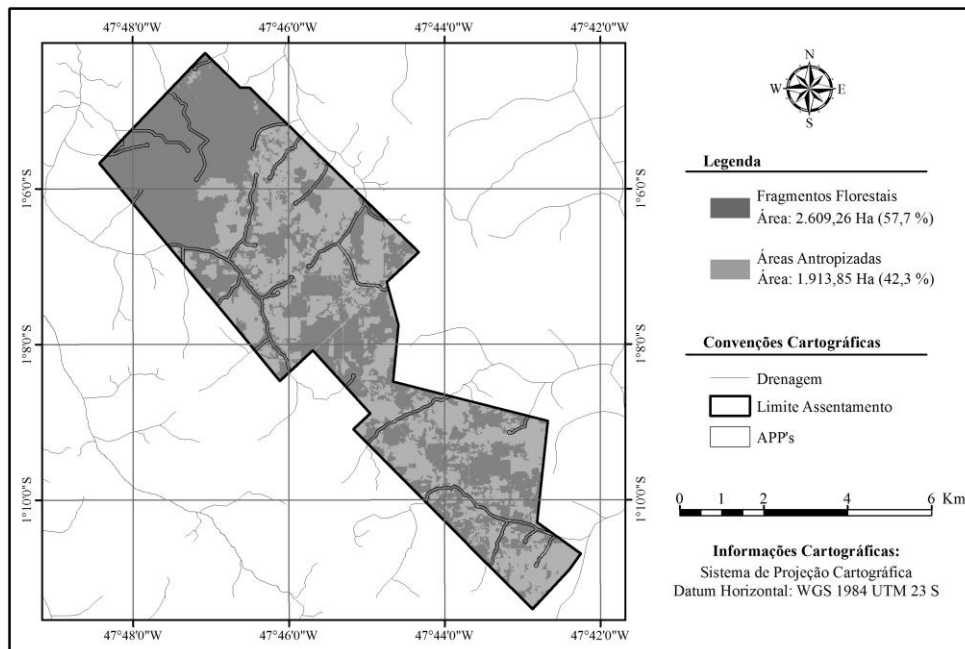 47°48'0"W 47°46'0"W 47°44'0"W 47°42'0"W
1°6'0"S 1°6'0"S
1°8'0"S 1°8'0"S
1°10'0"S 1°10'0"S
47°48'0"W 47°46'0"W 47°44'0"W 47°42'0"W
N
W E
S
Legenda
Fragmentos Florestais
Área: 2.609,26 Ha (57,7 %)
Áreas Antropizadas
Área: 1.913,85 Ha (42,3 %)
Convenções Cartográficas
Drenagem
Limite Assentamento
APP's
0 1 2 4 6 Km
Informações Cartográficas:
Sistema de Projeção Cartográfica
Datum Horizontal: WGS 1984 UTM 23 S